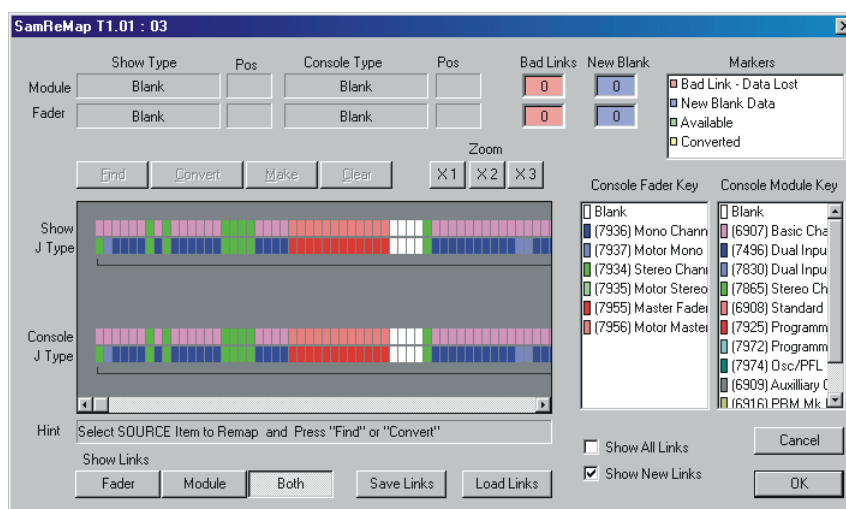 SamReMap T1.01 : 03
Show Type Pos Console Type Pos Bad Links New Blank Markers
Module Blank Blank 0 0
Fader Blank Blank 0 0
Bad Link - Data Lost
New Blank Data
Available
Converted
Zoom
Find Convert Make Clear X1 X2 X3
Console Fader Key Console Module Key
Show
J Type
Console
J Type
Blank
(7936) Mono Chann
(7937) Motor Mono
(7934) Stereo Chann
(7935) Motor Stereo
(7955) Master Fader
(7956) Motor Master
Blank
(6907) Basic Cha
(7496) Dual Inpu
(7830) Dual Inpu
(7865) Stereo Ch
(6908) Standard
(7925) Programm
(7972) Programm
(7974) Osc/PFL
(6909) Auxilliary
(6916) PRM Mk
Hint Select SOURCE Item to Remap and Press "Find" or "Convert"
Show Links
Fader Module Both Save Links Load Links
Show All Links
Show New Links
Cancel
OK